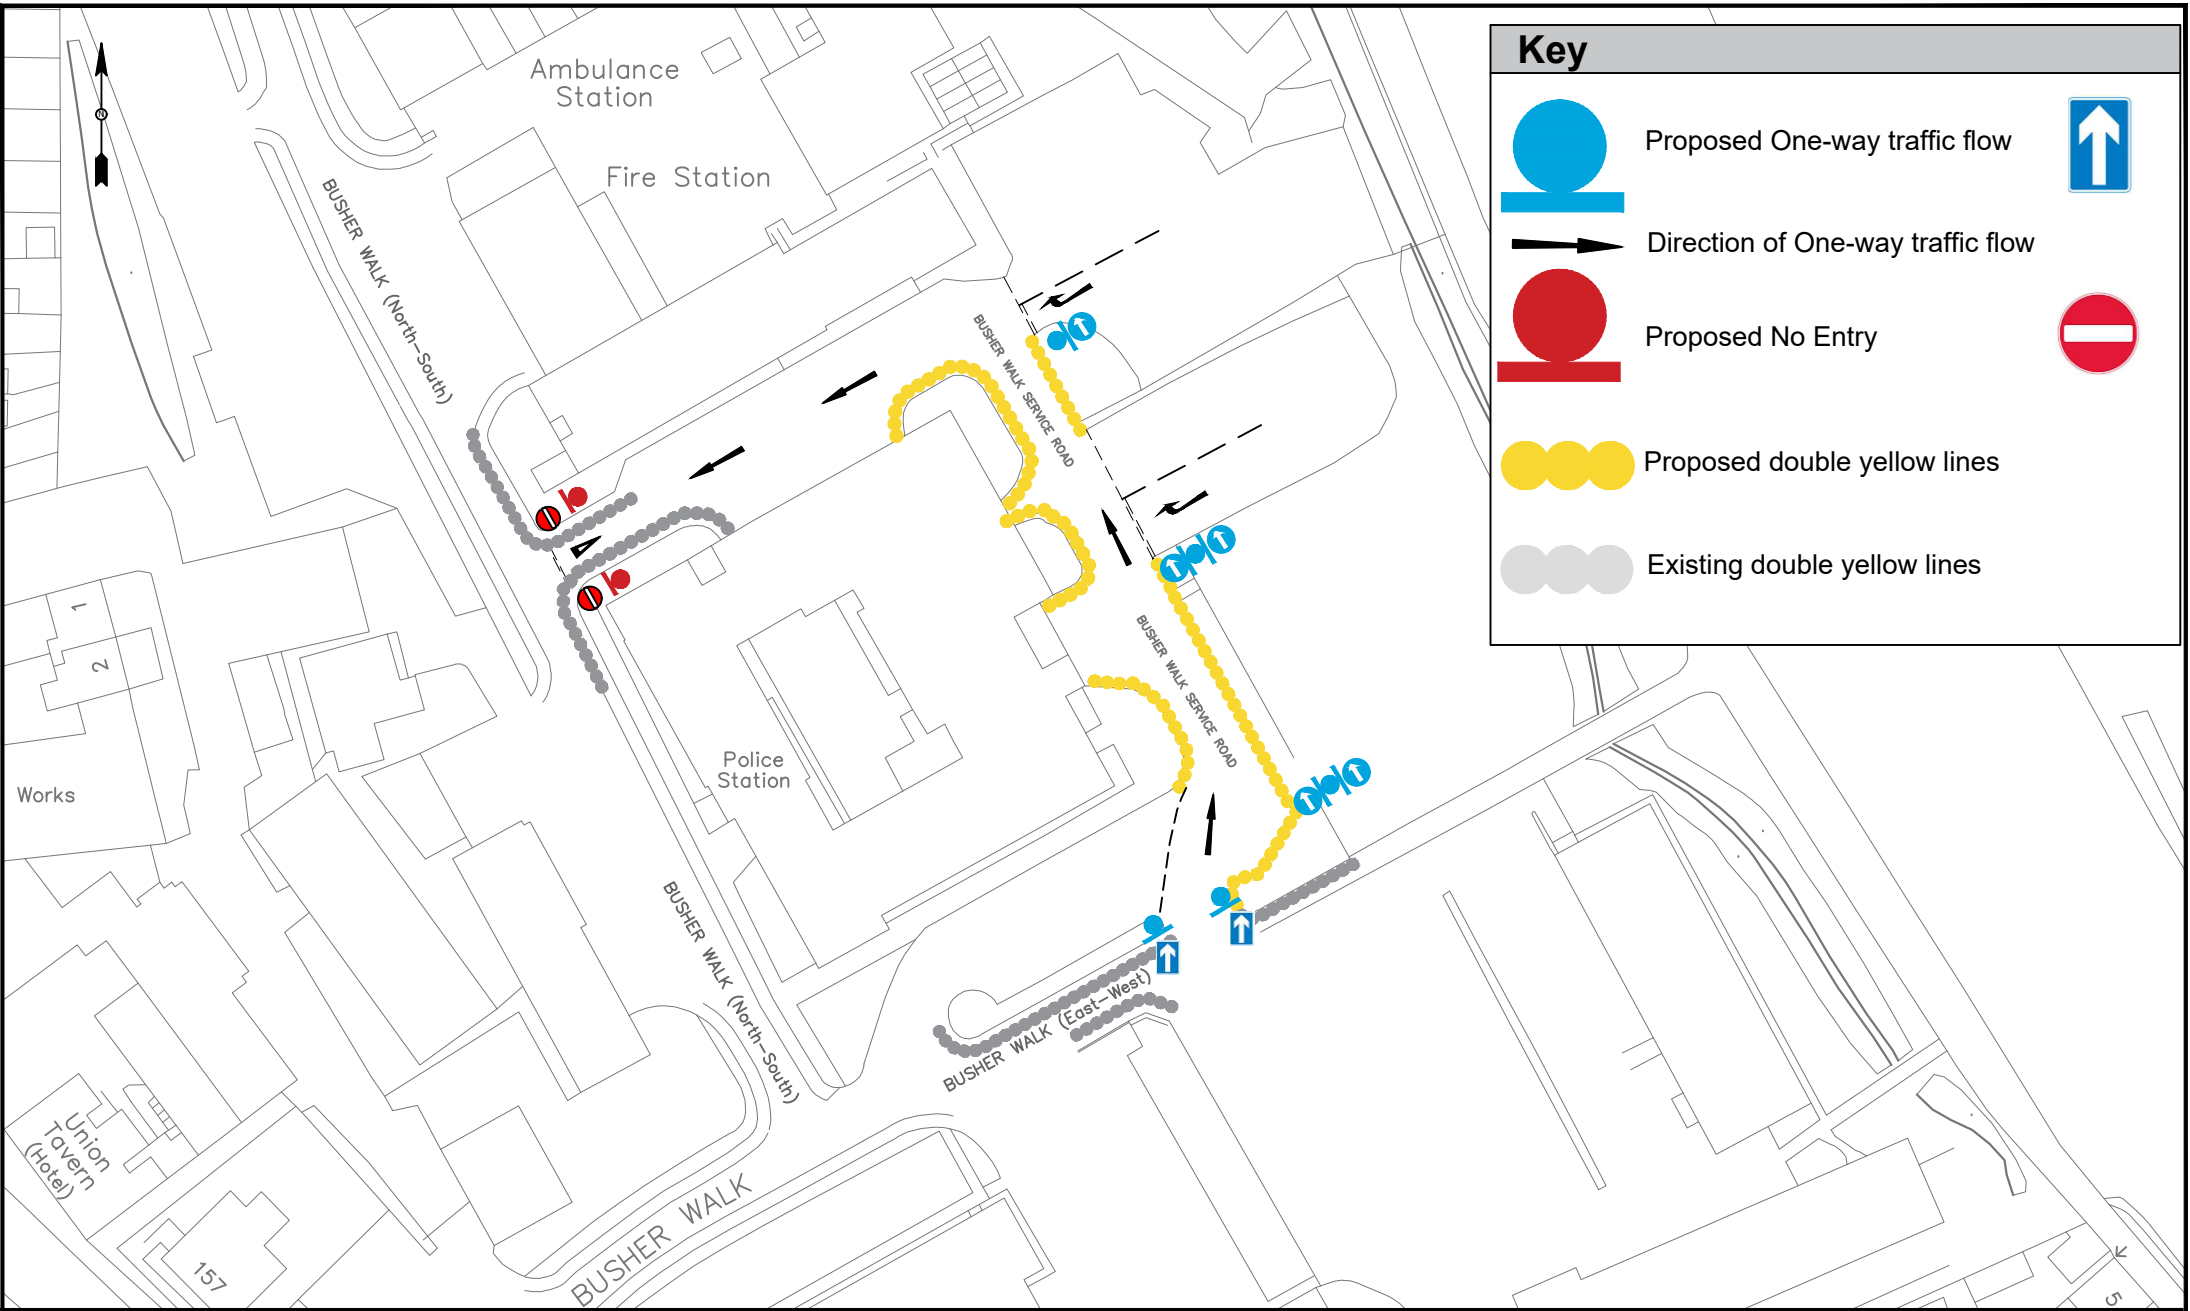 Ambulance
Station
Fire Station
N
BUSHER WALK (North-South)
BUSHER WALK SERVICE ROAD
BUSHER WALK SERVICE ROAD
1
2
Works
Police
Station
BUSHER WALK (North-South)
BUSHER WALK (East-West)
BUSHER WALK
Union
Tavern
(Hotel)
157
5
Key
Proposed One-way traffic flow
Direction of One-way traffic flow
Proposed No Entry
Proposed double yellow lines
Existing double yellow lines